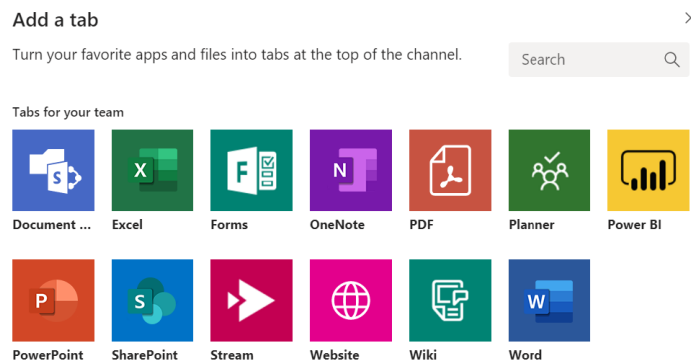 Add a tab
Turn your favorite apps and files into tabs at the top of the channel.
Search
Tabs for your team
S X F N
Document ... Excel Forms OneNote PDF Planner Power BI
P S W
PowerPoint SharePoint Stream Website Wiki Word